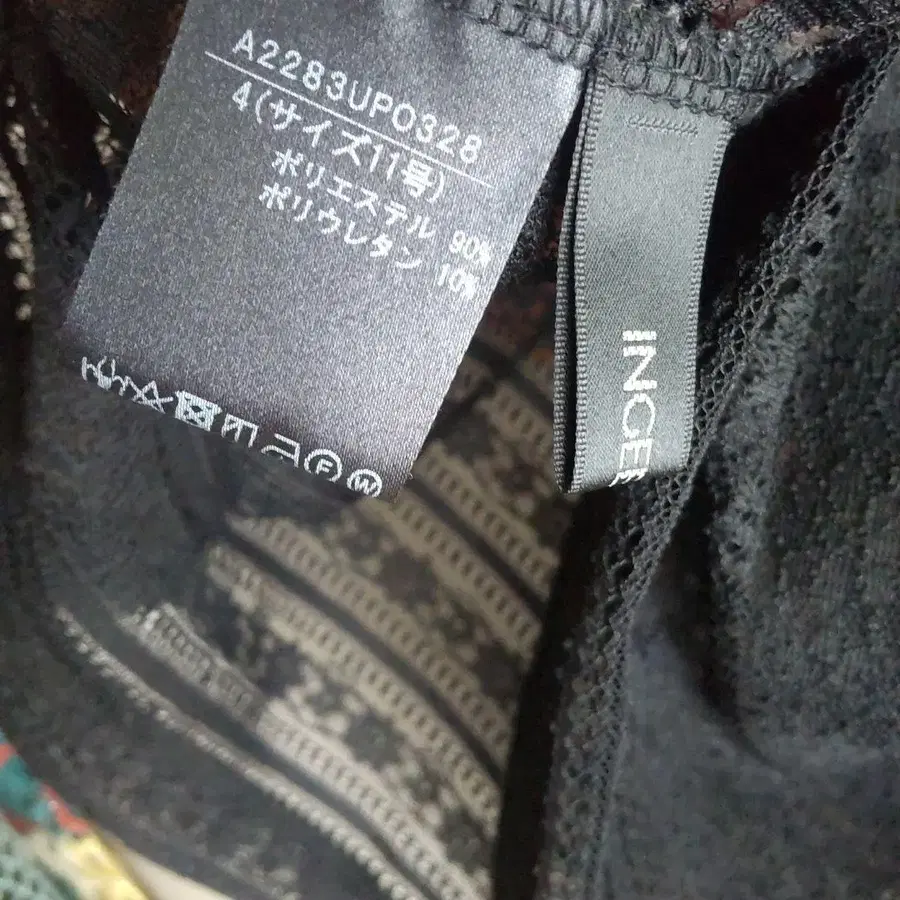 A2283UP0328
4(サイズ11号)
ポリエステル 90%
ポリウレタン 10%
F W
INGE